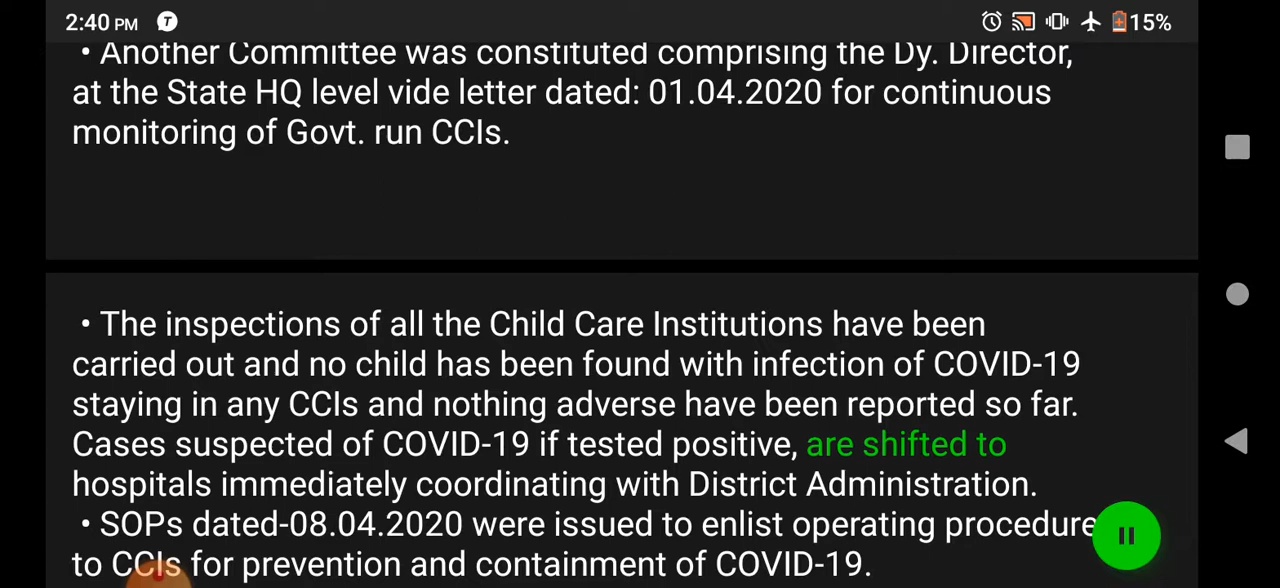 2:40 PM T 15%
• Another Committee was constituted comprising the Dy. Director,
at the State HQ level vide letter dated: 01.04.2020 for continuous
monitoring of Govt. run CCIs.
• The inspections of all the Child Care Institutions have been
carried out and no child has been found with infection of COVID-19
staying in any CCIs and nothing adverse have been reported so far.
Cases suspected of COVID-19 if tested positive, are shifted to
hospitals immediately coordinating with District Administration.
• SOPs dated-08.04.2020 were issued to enlist operating procedure
to CCIs for prevention and containment of COVID-19.